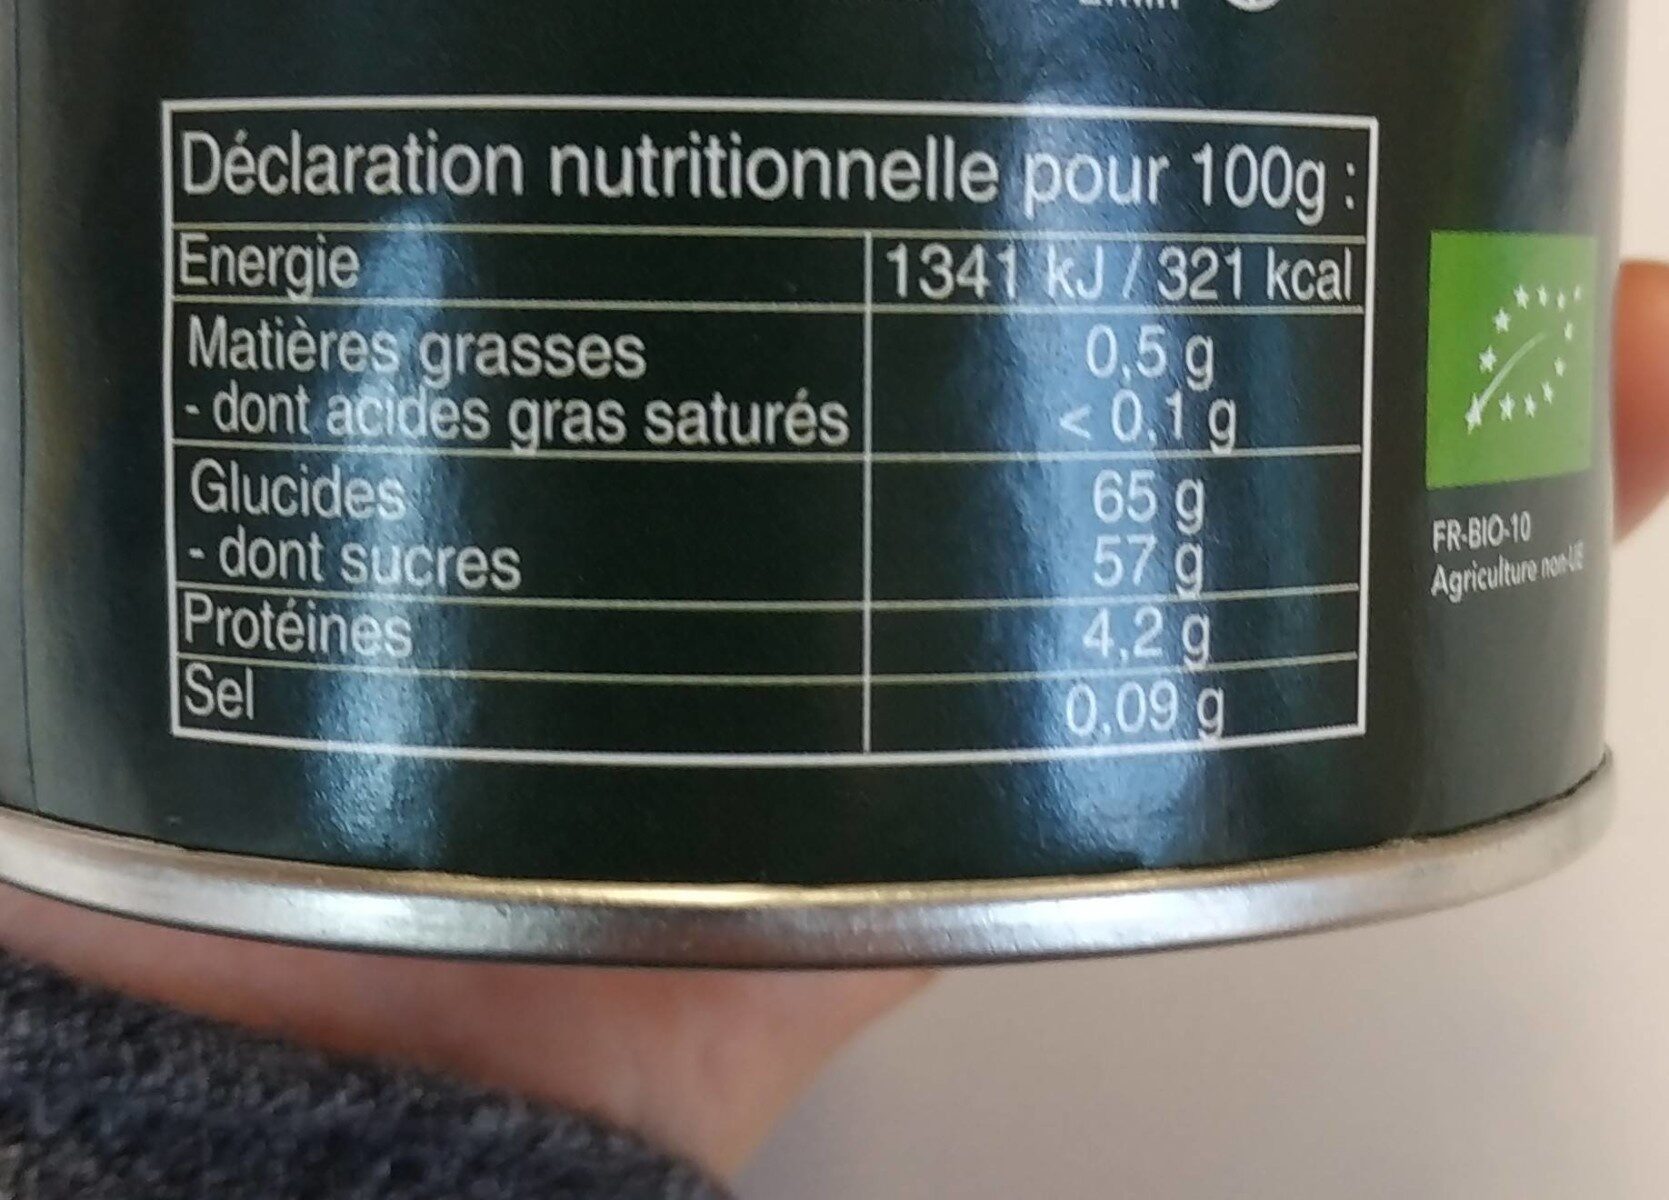 Déclaration nutritionnelle pour 100g :
Energie 1341 kJ / 321 kcal
Matières grasses 0,5 g
- dont acides gras saturés < 0,1 g
Glucides 65 g
- dont sucres 57 g
Protéines 4,2 g
Sel 0,09 g
FR-BIO-10
Agriculture non-UE